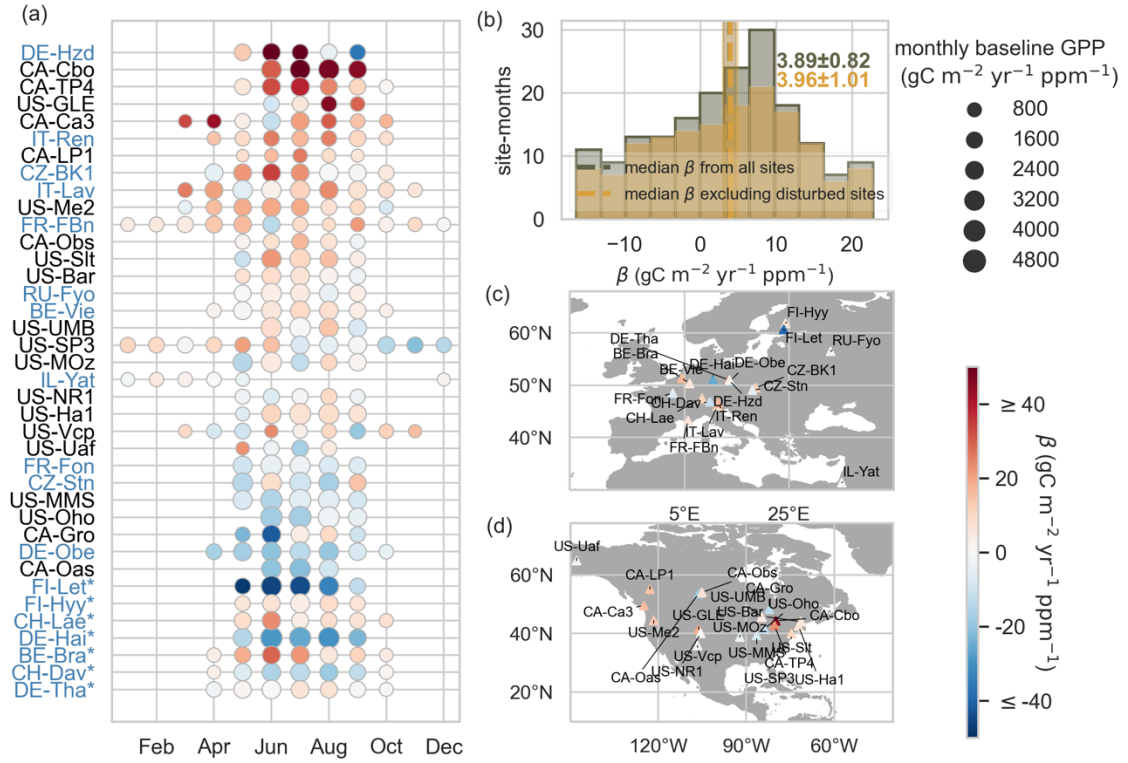 (a)
DE-Hzd
CA-Cbo
CA-TP4
US-GLE
CA-Ca3
IT-Ren
CA-LP1
CZ-BK1
IT-Lav
US-Me2
FR-FBn
CA-Obs
US-Slt
US-Bar
RU-Fyo
BE-Vie
US-UMB
US-SP3
US-MOz
IL-Yat
US-NR1
US-Ha1
US-Vcp
US-Uaf
FR-Fon
CZ-Stn
US-MMS
US-Oho
CA-Gro
DE-Obe
CA-Oas
FI-Let*
FI-Hyy*
CH-Lae*
DE-Hai*
BE-Bra*
CH-Dav*
DE-Tha*
Feb Apr Jun Aug Oct Dec
(b)
30
20
10
0
site-months
3.89±0.82
3.96±1.01
median β from all sites
median β excluding disturbed sites
−10 0 10 20
β (gC m⁻² yr⁻¹ ppm⁻¹)
monthly baseline GPP
(gC m⁻² yr⁻¹ ppm⁻¹)
800
1600
2400
3200
4000
4800
(c)
60°N
50°N
40°N
FI-Hyy
FI-Let
RU-Fyo
DE-Tha
BE-Bra
DE-Hai
DE-Obe
BE-Vie
CZ-BK1
CZ-Stn
FR-Fon
CH-Dav
DE-Hzd
CH-Lae
IT-Ren
IT-Lav
FR-FBn
IL-Yat
5°E 25°E
(d)
60°N
40°N
20°N
US-Uaf
CA-LP1
CA-Obs
CA-Gro
US-UMB
US-Oho
CA-Ca3
US-GLE
US-Bar
CA-Cbo
US-Me2
US-MOz
US-Vcp
US-MMS
US-Slt
CA-TP4
CA-Oas
US-NR1
US-SP3
US-Ha1
120°W 90°W 60°W
≥ 40
20
0
-20
≤ -40
β (gC m⁻² yr⁻¹ ppm⁻¹)